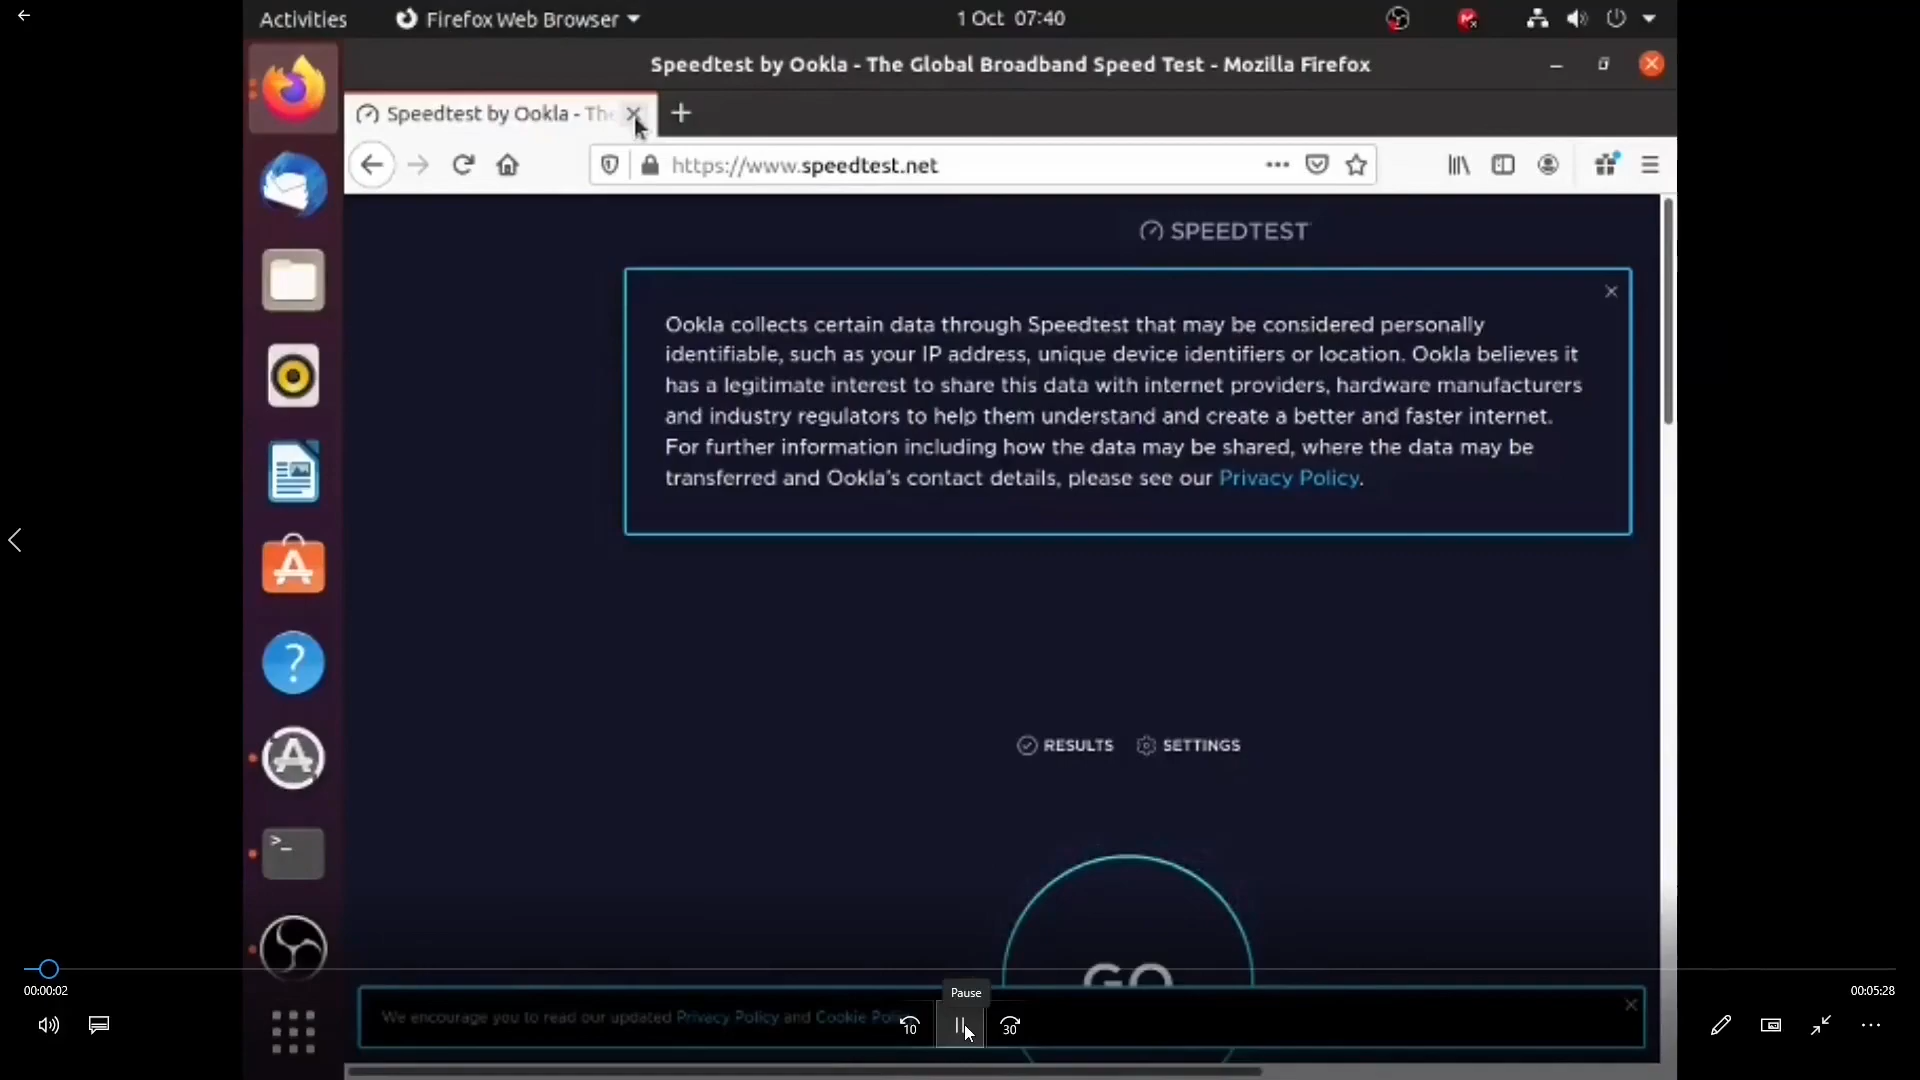 Activities
Firefox Web Browser
1 Oct 07:40
Speedtest by Ookla - The Global Broadband Speed Test - Mozilla Firefox
Speedtest by Ookla - The
https://www.speedtest.net
SPEEDTEST
Ookla collects certain data through Speedtest that may be considered personally
identifiable, such as your IP address, unique device identifiers or location. Ookla believes it
has a legitimate interest to share this data with internet providers, hardware manufacturers
and industry regulators to help them understand and create a better and faster internet.
For further information including how the data may be shared, where the data may be
transferred and Ookla's contact details, please see our Privacy Policy.
RESULTS
SETTINGS
GO
00:00:02
Pause
00:05:28
We encourage you to read our updated Privacy Policy and Cookie Poli
10
30